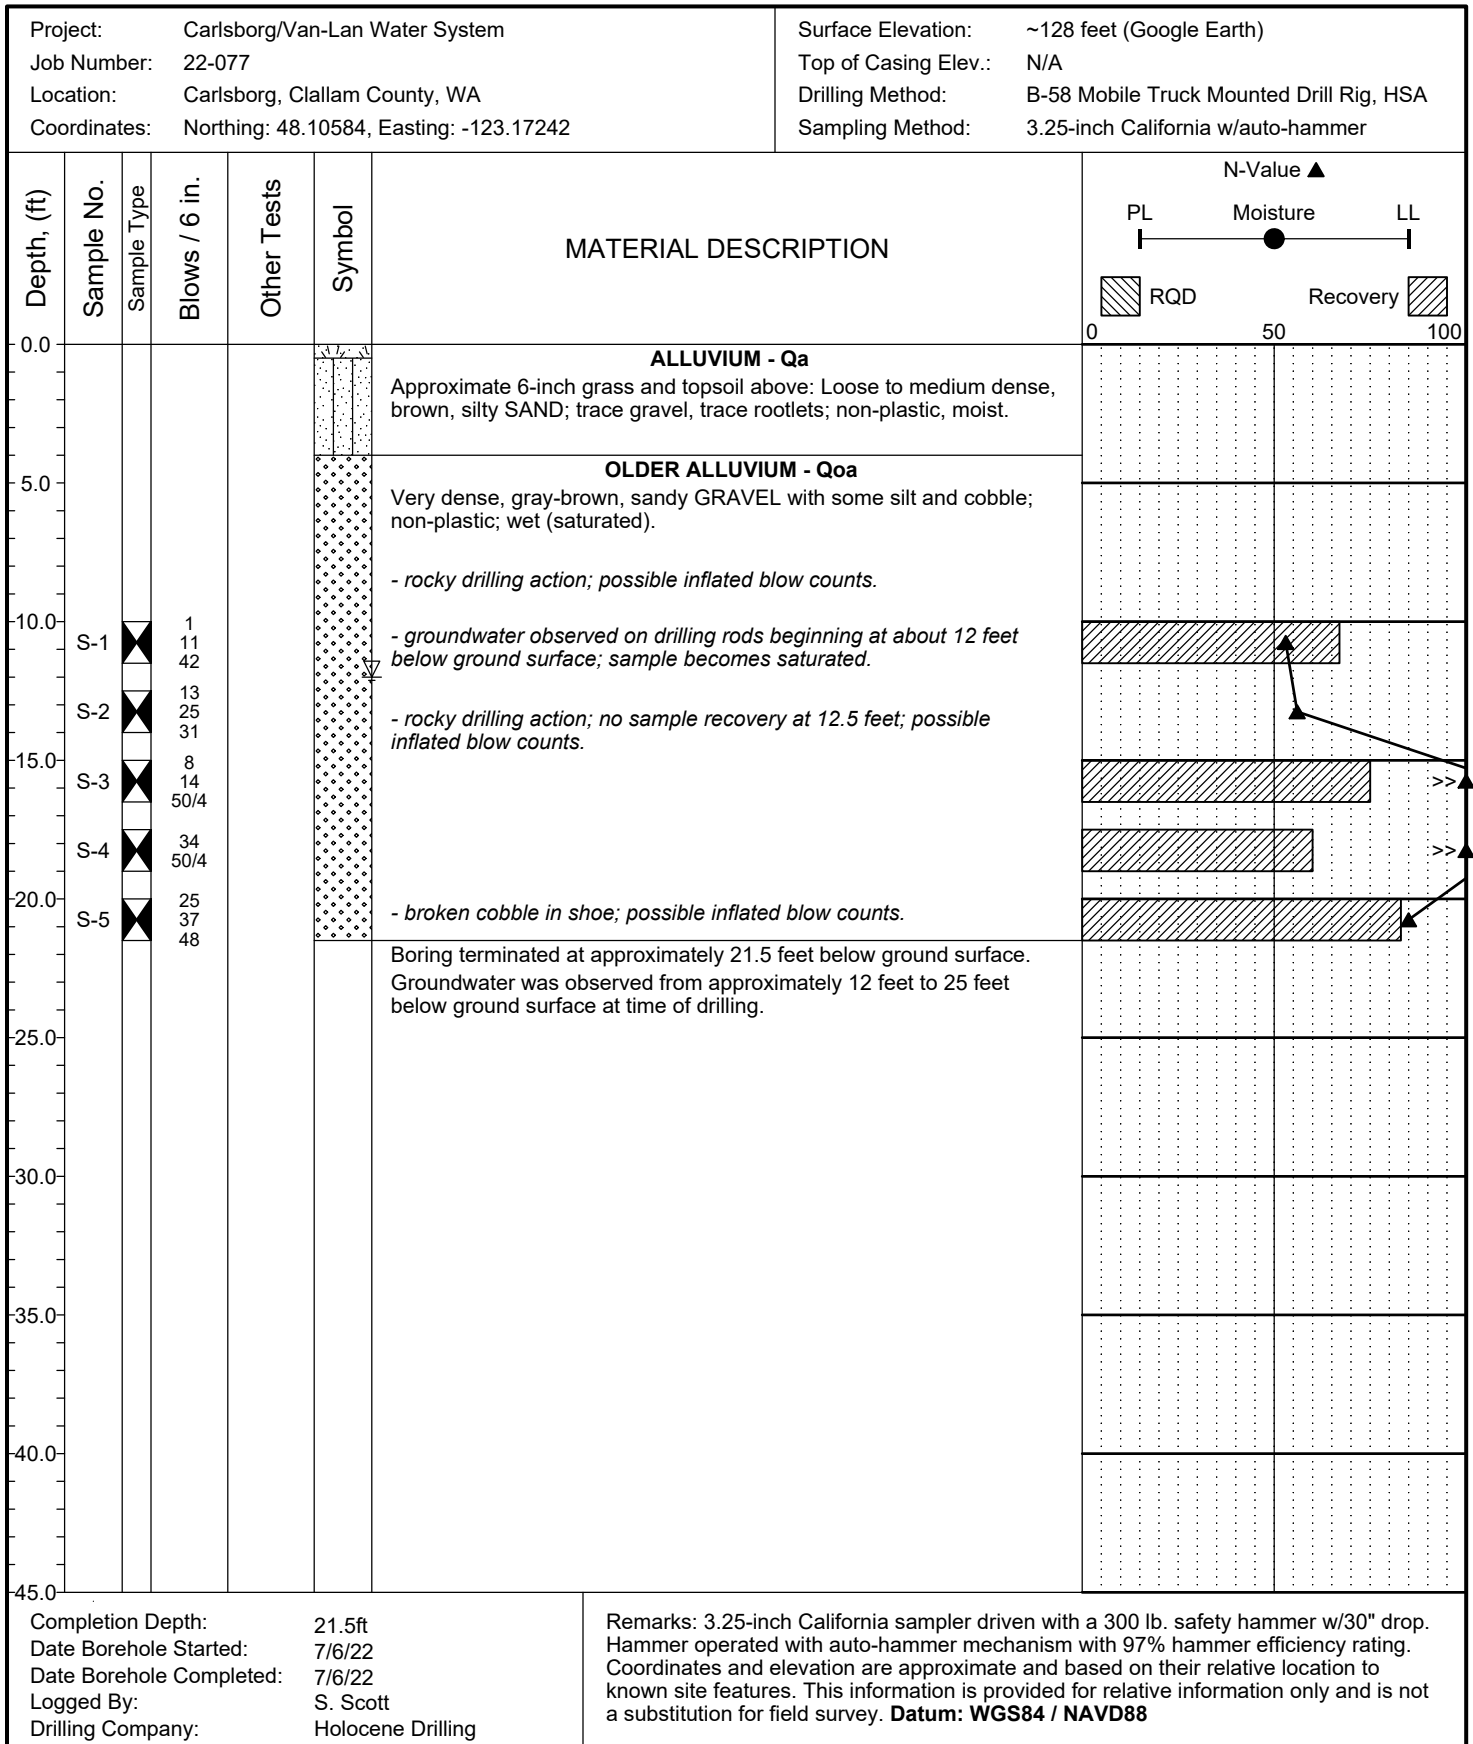 Project: Carlsborg/Van-Lan Water System
Job Number: 22-077
Location: Carlsborg, Clallam County, WA
Coordinates: Northing: 48.10584, Easting: -123.17242
Surface Elevation: ~128 feet (Google Earth)
Top of Casing Elev.: N/A
Drilling Method: B-58 Mobile Truck Mounted Drill Rig, HSA
Sampling Method: 3.25-inch California w/auto-hammer
Depth, (ft)
Sample No.
Sample Type
Blows / 6 in.
Other Tests
Symbol
MATERIAL DESCRIPTION
N-Value
PL Moisture LL
RQD Recovery
0 50 100
0.0
ALLUVIUM - Qa
Approximate 6-inch grass and topsoil above: Loose to medium dense,
brown, silty SAND; trace gravel, trace rootlets; non-plastic, moist.
OLDER ALLUVIUM - Qoa
5.0
Very dense, gray-brown, sandy GRAVEL with some silt and cobble;
non-plastic; wet (saturated).
- rocky drilling action; possible inflated blow counts.
10.0
S-1
1
11
42
- groundwater observed on drilling rods beginning at about 12 feet
below ground surface; sample becomes saturated.
S-2
13
25
31
- rocky drilling action; no sample recovery at 12.5 feet; possible
inflated blow counts.
15.0
S-3
8
14
50/4
>>
S-4
34
50/4
>>
20.0
S-5
25
37
48
- broken cobble in shoe; possible inflated blow counts.
Boring terminated at approximately 21.5 feet below ground surface.
Groundwater was observed from approximately 12 feet to 25 feet
below ground surface at time of drilling.
25.0
30.0
35.0
40.0
45.0
Completion Depth: 21.5ft
Date Borehole Started: 7/6/22
Date Borehole Completed: 7/6/22
Logged By: S. Scott
Drilling Company: Holocene Drilling
Remarks: 3.25-inch California sampler driven with a 300 lb. safety hammer w/30" drop.
Hammer operated with auto-hammer mechanism with 97% hammer efficiency rating.
Coordinates and elevation are approximate and based on their relative location to
known site features. This information is provided for relative information only and is not
a substitution for field survey. Datum: WGS84 / NAVD88